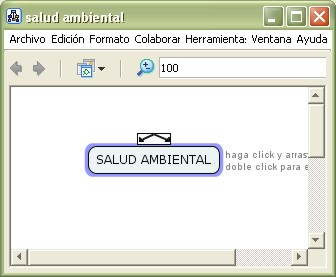 salud ambiental
Archivo Edición Formato Colaborar Herramienta: Ventana Ayuda
100
SALUD AMBIENTAL
haga click y arras
doble click para e